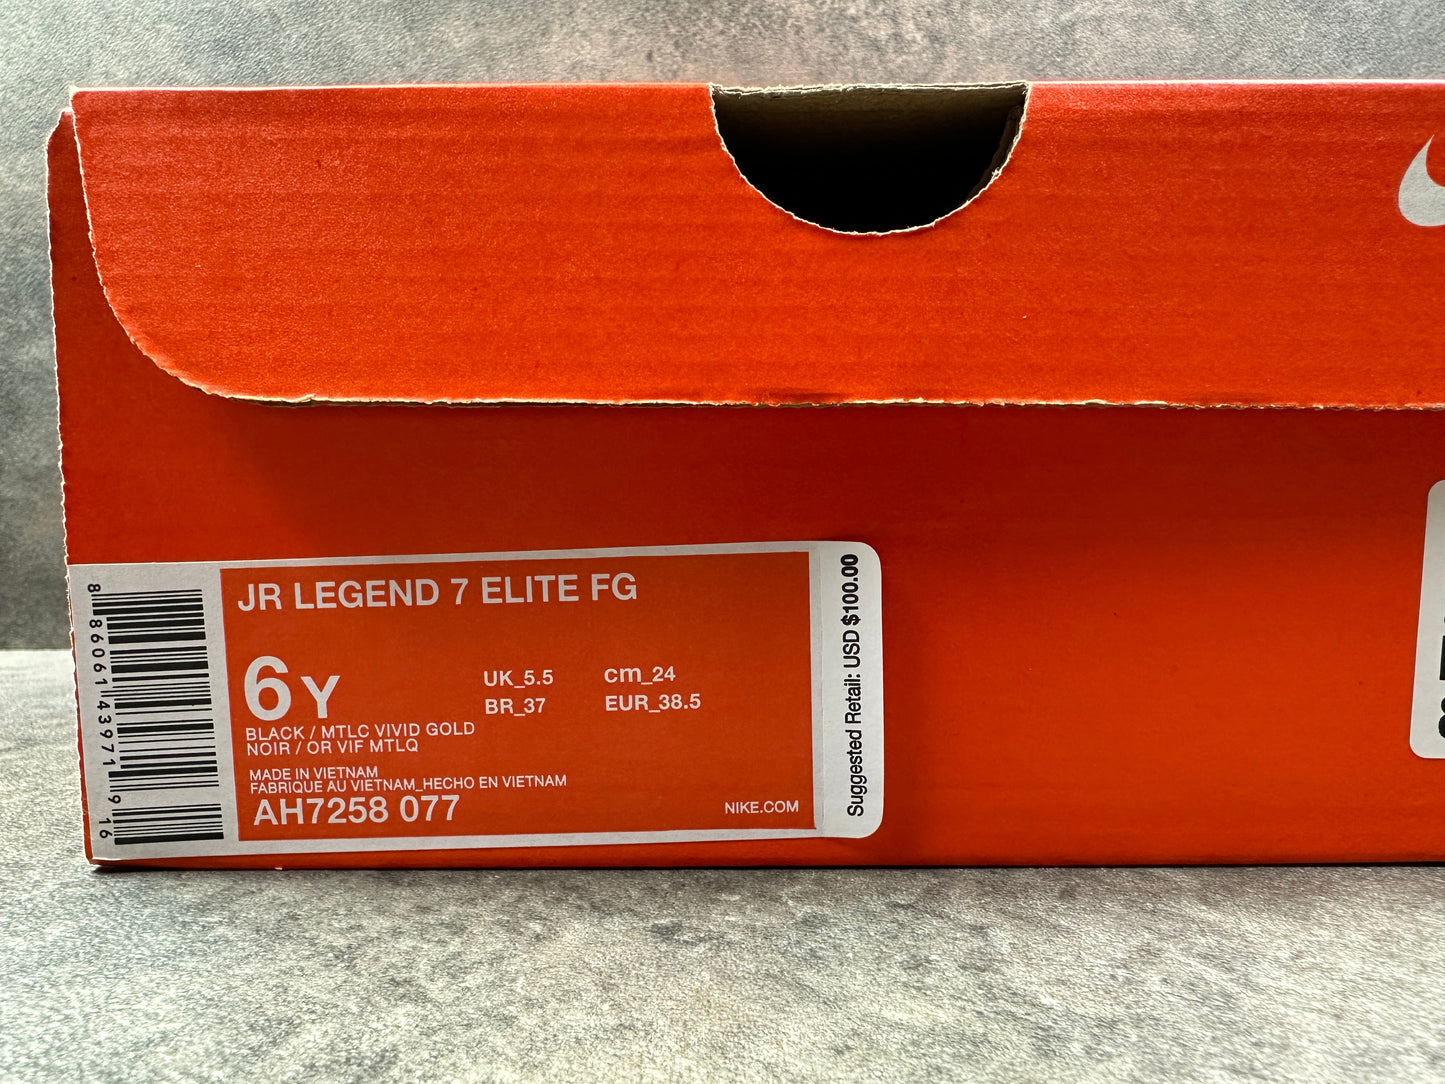 JR LEGEND 7 ELITE FG
6Y
UK_5.5 cm_24
BR_37 EUR_38.5
BLACK / MTLC VIVID GOLD
NOIR / OR VIF MTLQ
MADE IN VIETNAM
FABRIQUE AU VIETNAM_HECHO EN VIETNAM
AH7258 077
NIKE.COM
Suggested Retail: USD $100.00
8 86061 43971 9 16